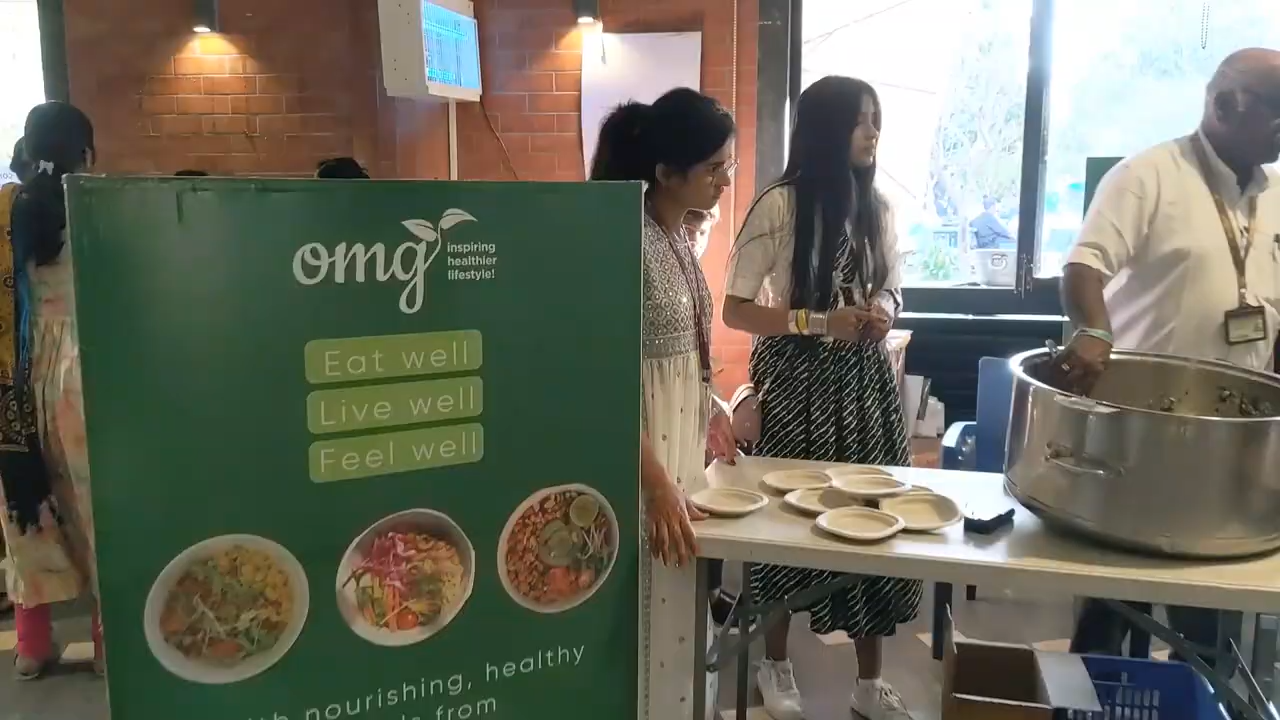 omg
inspiring
healthier
lifestyle!
Eat well
Live well
Feel well
nourishing, healthy
from